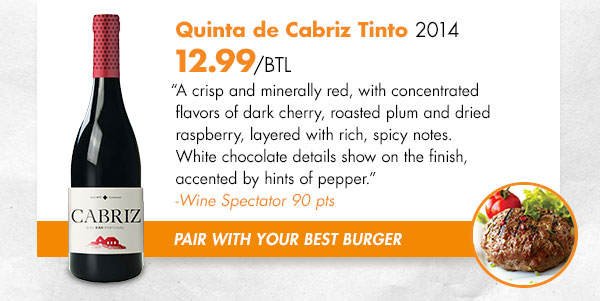 Quinta de Cabriz Tinto 2014
12.99/BTL
“A crisp and minerally red, with concentrated
flavors of dark cherry, roasted plum and dried
raspberry, layered with rich, spicy notes.
White chocolate details show on the finish,
accented by hints of pepper.”
-Wine Spectator 90 pts
CABRIZ
PAIR WITH YOUR BEST BURGER